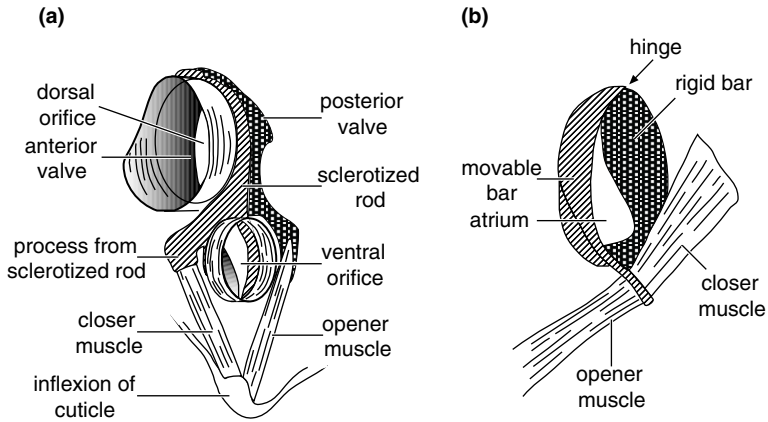 (a)
dorsal
orifice
anterior
valve
posterior
valve
sclerotized
rod
process from
sclerotized rod
ventral
orifice
closer
muscle
opener
muscle
inflexion of
cuticle
(b)
hinge
rigid bar
movable
bar
atrium
closer
muscle
opener
muscle